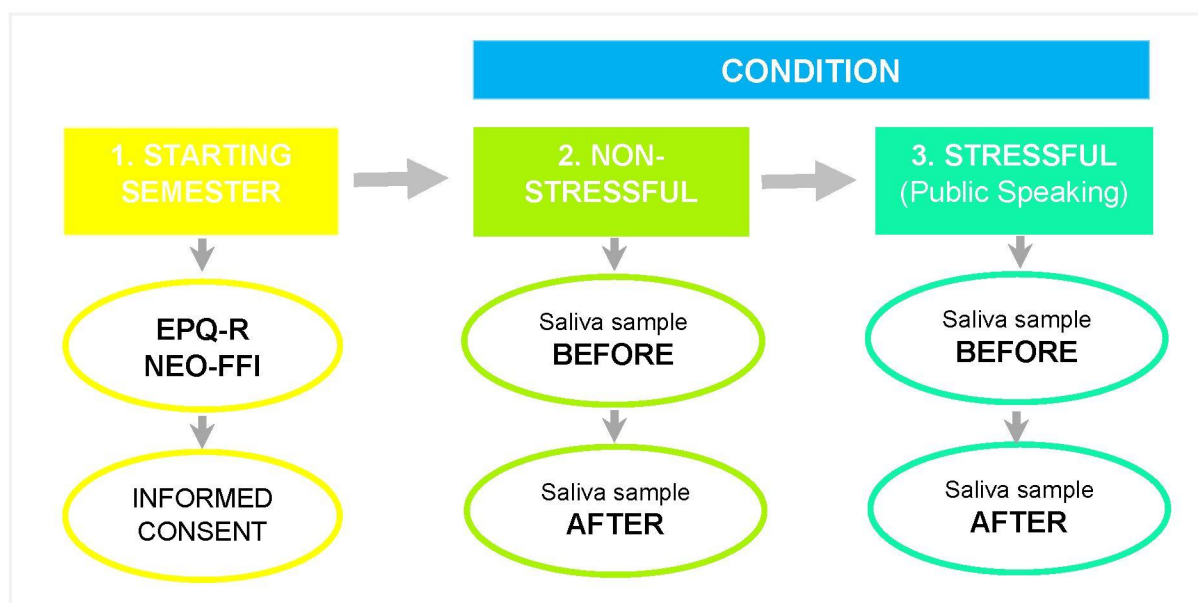 CONDITION
1. STARTING
SEMESTER
2. NON-
STRESSFUL
3. STRESSFUL
(Public Speaking)
EPQ-R
NEO-FFI
Saliva sample
BEFORE
Saliva sample
BEFORE
INFORMED
CONSENT
Saliva sample
AFTER
Saliva sample
AFTER